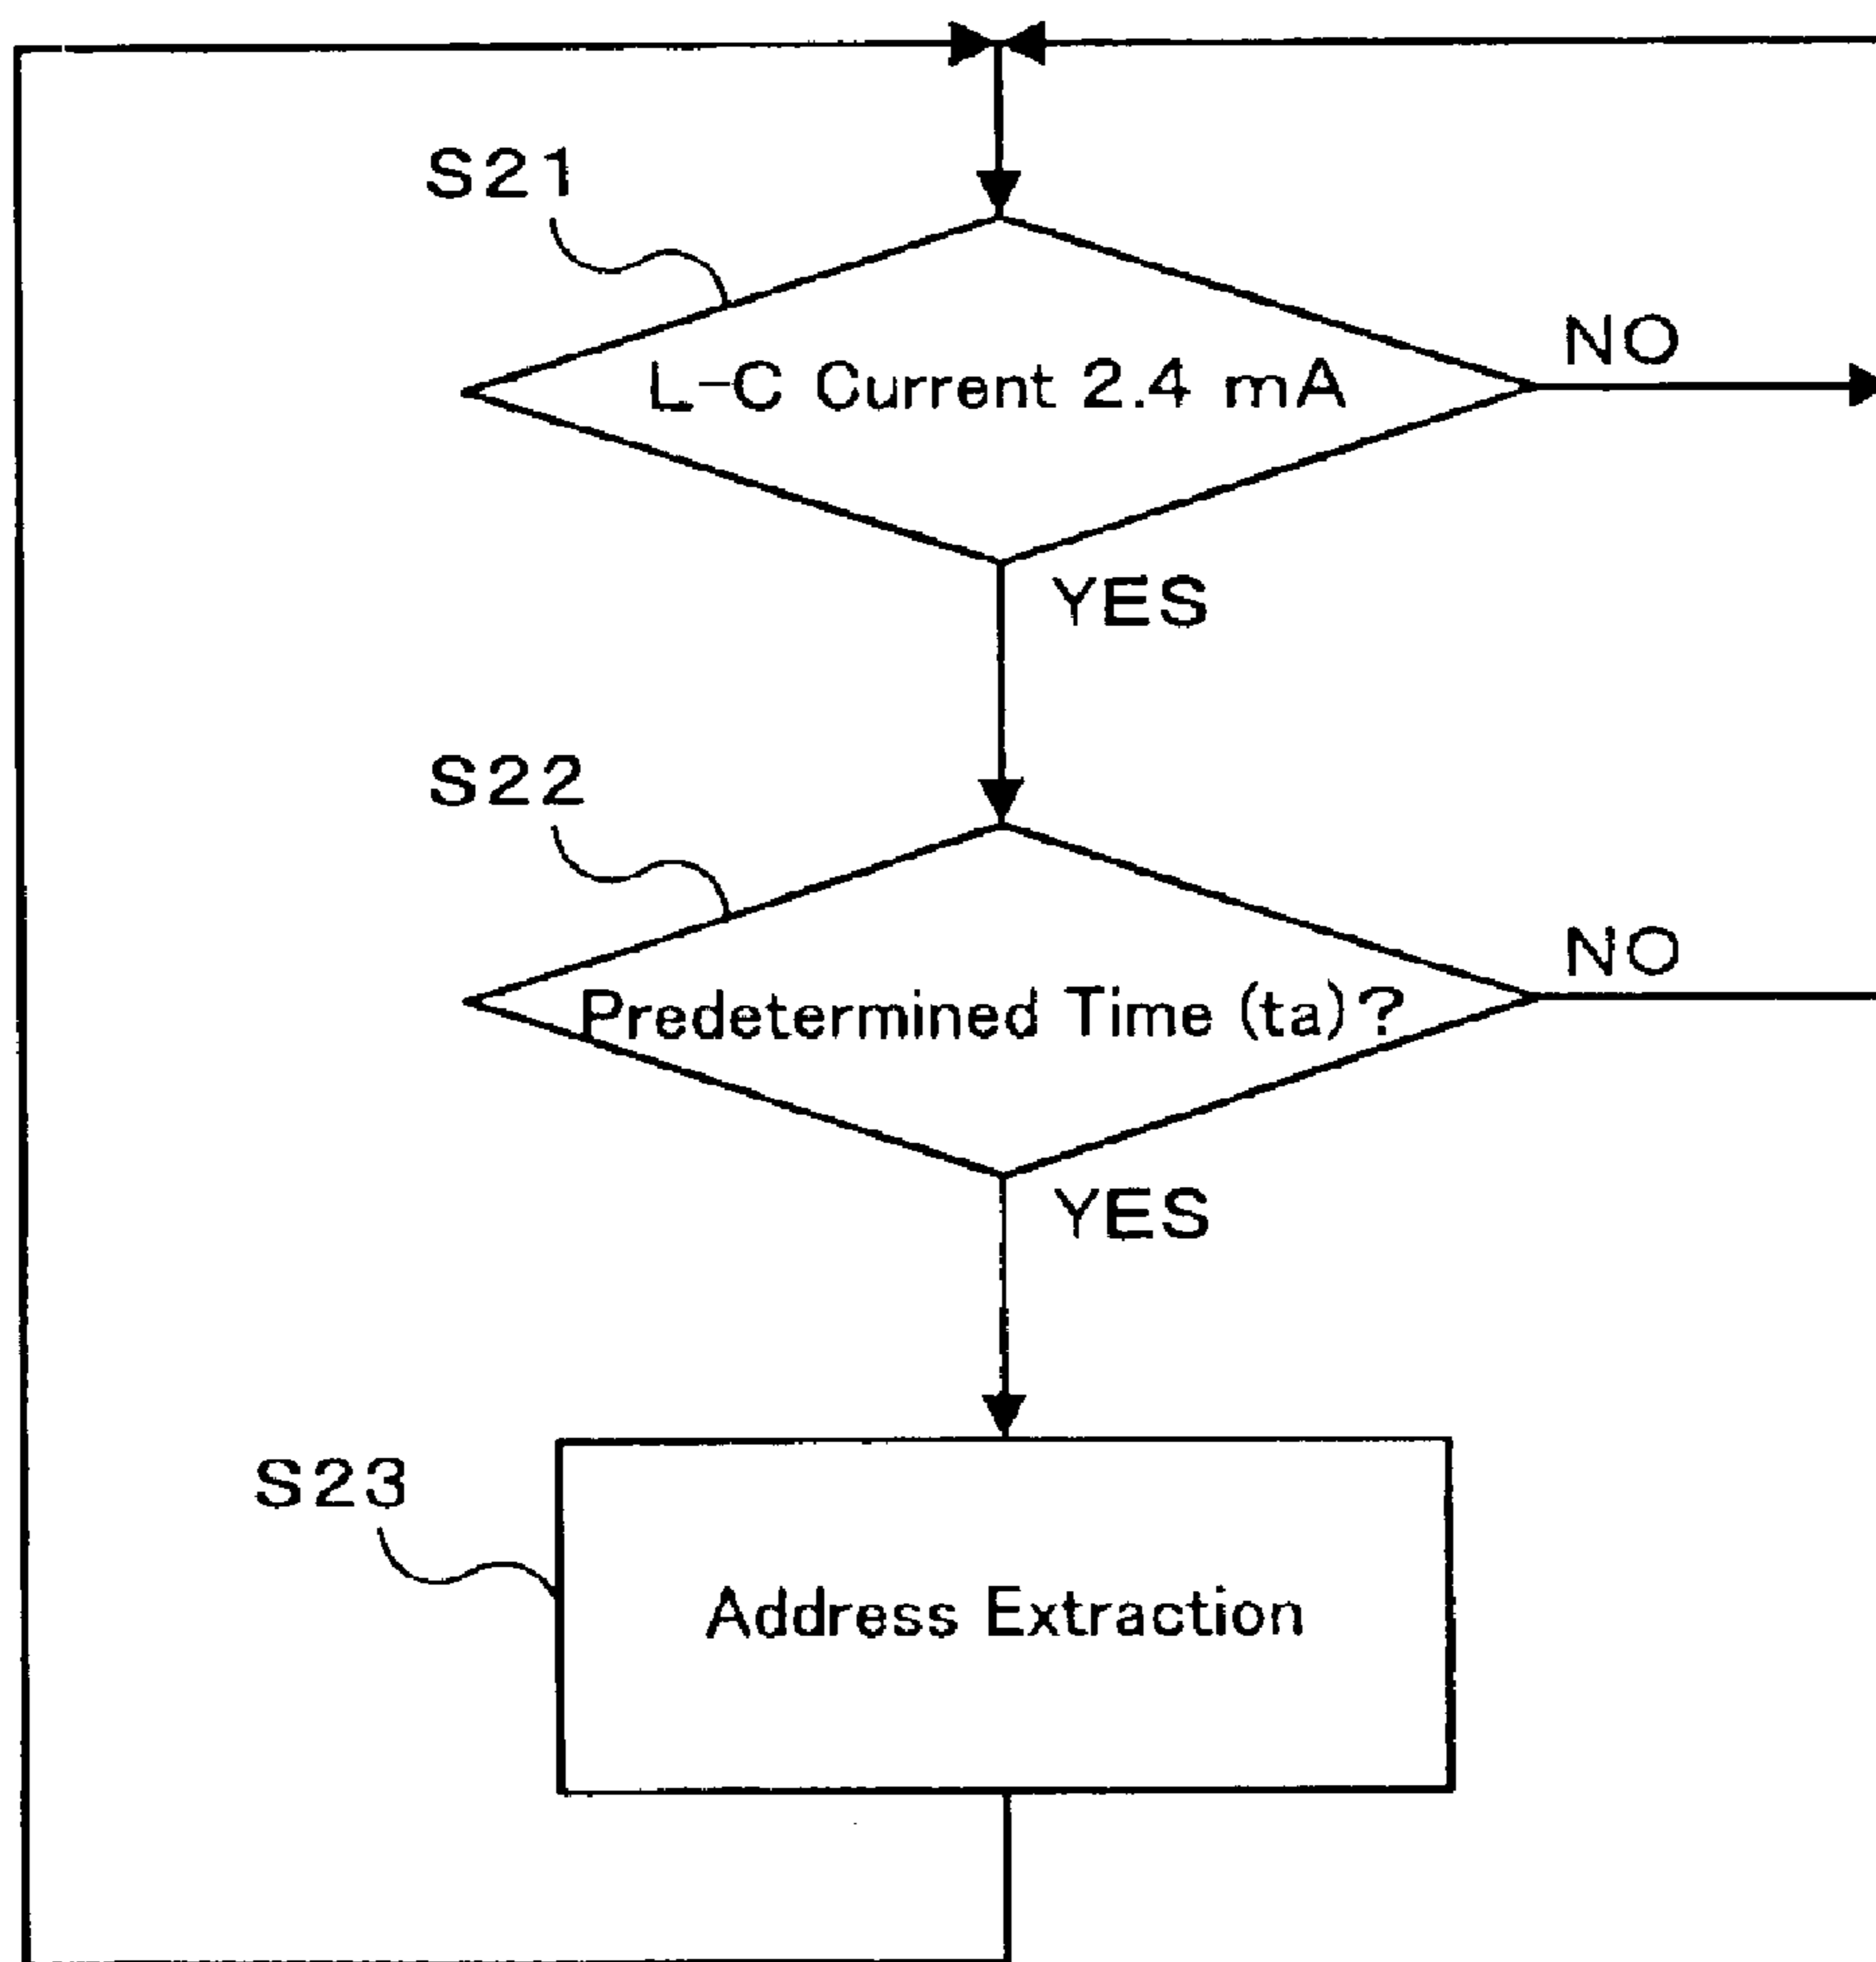 S21
L-C Current 2.4 mA
NO
YES
S22
Predetermined Time (ta)?
NO
YES
S23
Address Extraction